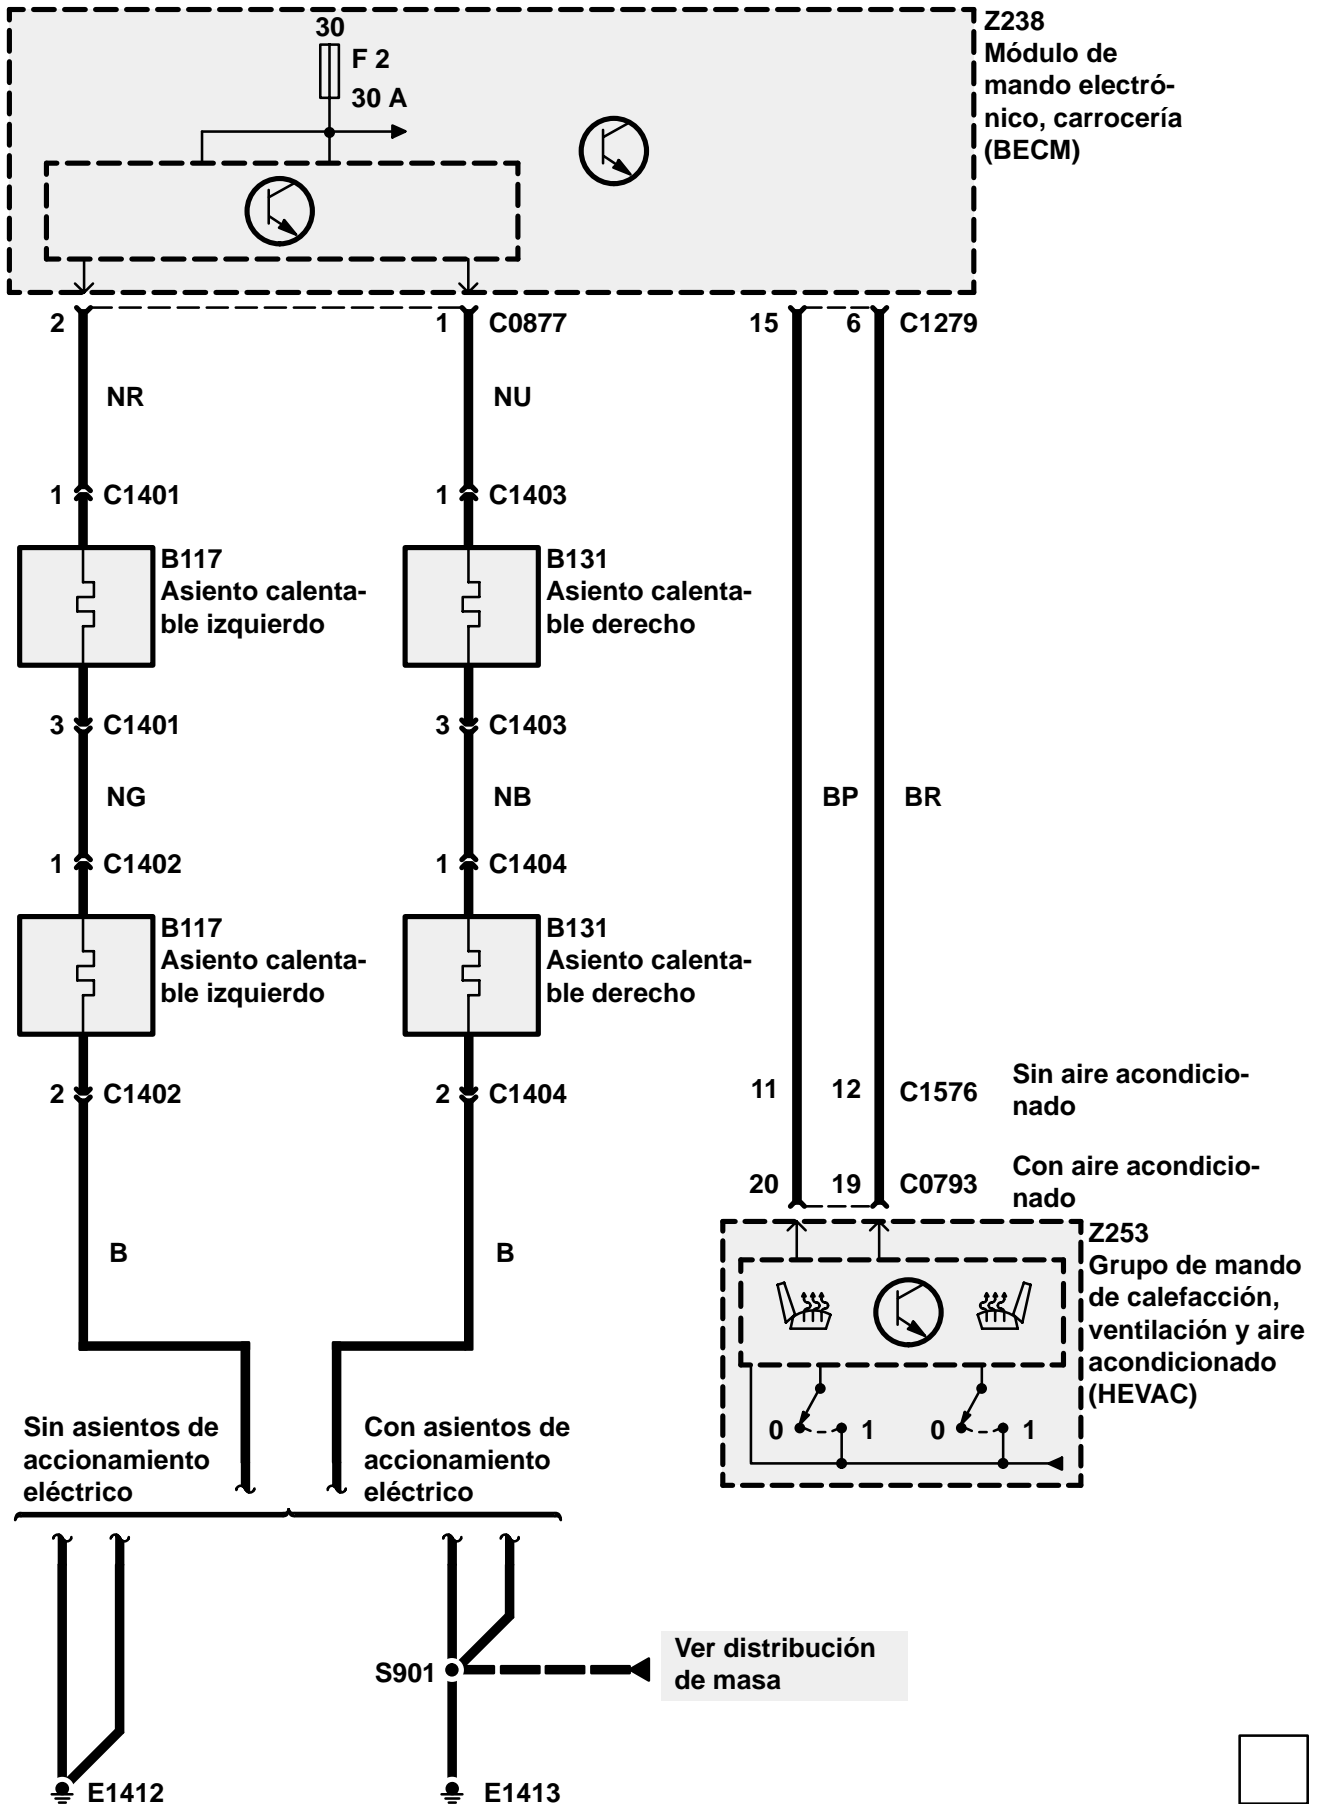 30
F 2
30 A
Z238
Módulo de
mando electró-
nico, carrocería
(BECM)
2
1
C0877
15
6
C1279
NR
NU
1
C1401
1
C1403
B117
Asiento calenta-
ble izquierdo
B131
Asiento calenta-
ble derecho
3
C1401
3
C1403
NG
NB
BP
BR
1
C1402
1
C1404
B117
Asiento calenta-
ble izquierdo
B131
Asiento calenta-
ble derecho
2
C1402
2
C1404
11
12
C1576
Sin aire acondicio-
nado
20
19
C0793
Con aire acondicio-
nado
B
B
Z253
Grupo de mando
de calefacción,
ventilación y aire
acondicionado
(HEVAC)
0
1
0
1
Sin asientos de
accionamiento
eléctrico
Con asientos de
accionamiento
eléctrico
S901
Ver distribución
de masa
E1412
E1413